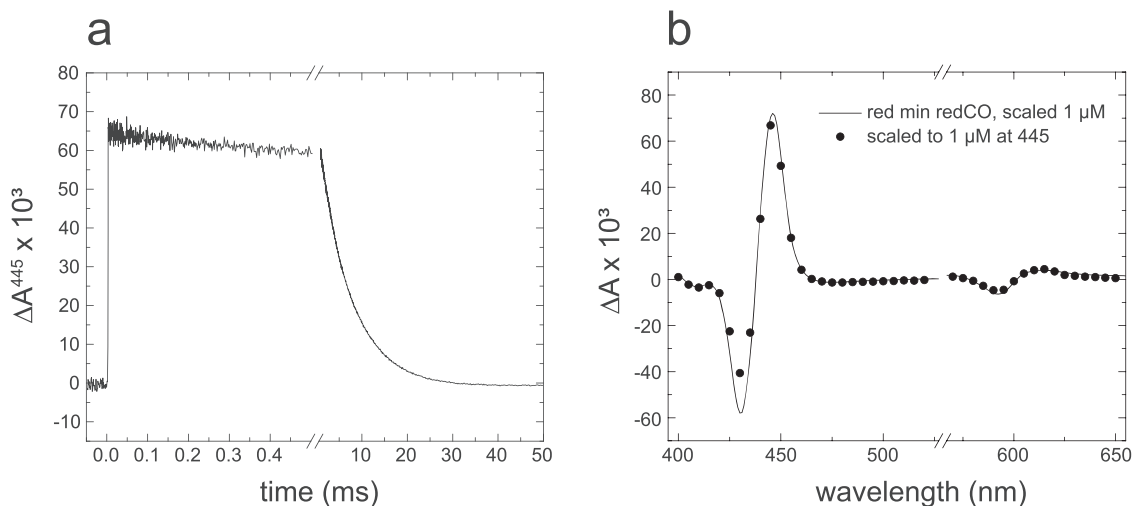 a
80
70
60
50
40
30
20
10
0
-10
ΔA⁴⁴⁵ x 10³
0.0 0.1 0.2 0.3 0.4 10 20 30 40 50
time (ms)
b
80
60
40
20
0
-20
-40
-60
ΔA x 10³
red min redCO, scaled 1 µM
scaled to 1 µM at 445
400 450 500 600 650
wavelength (nm)